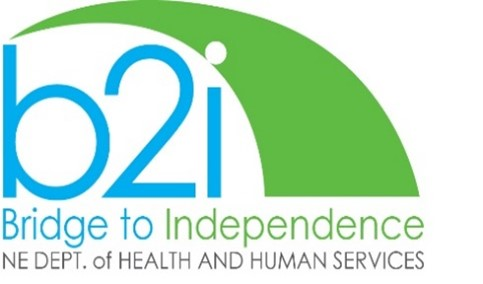 b2i
Bridge to Independence
NE DEPT. of HEALTH AND HUMAN SERVICES